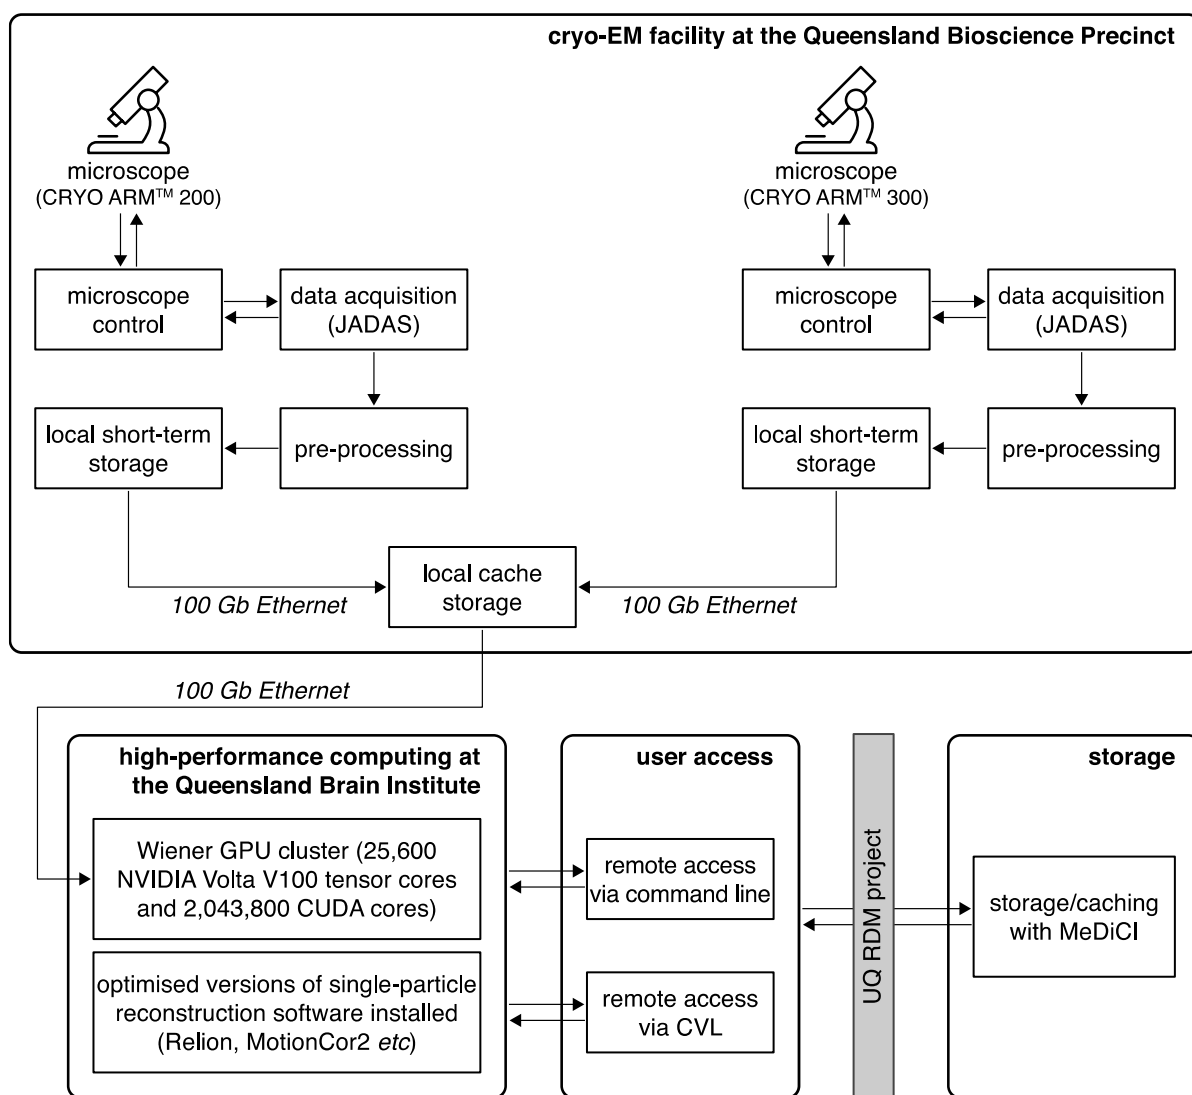 cryo-EM facility at the Queensland Bioscience Precinct
microscope
(CRYO ARM™ 200)
microscope
(CRYO ARM™ 300)
microscope
control
data acquisition
(JADAS)
microscope
control
data acquisition
(JADAS)
local short-term
storage
pre-processing
local short-term
storage
pre-processing
local cache
storage
100 Gb Ethernet
100 Gb Ethernet
100 Gb Ethernet
high-performance computing at
the Queensland Brain Institute
Wiener GPU cluster (25,600
NVIDIA Volta V100 tensor cores
and 2,043,800 CUDA cores)
optimised versions of single-particle
reconstruction software installed
(Relion, MotionCor2 etc)
user access
remote access
via command line
remote access
via CVL
UQ RDM project
storage
storage/caching
with MeDiCI